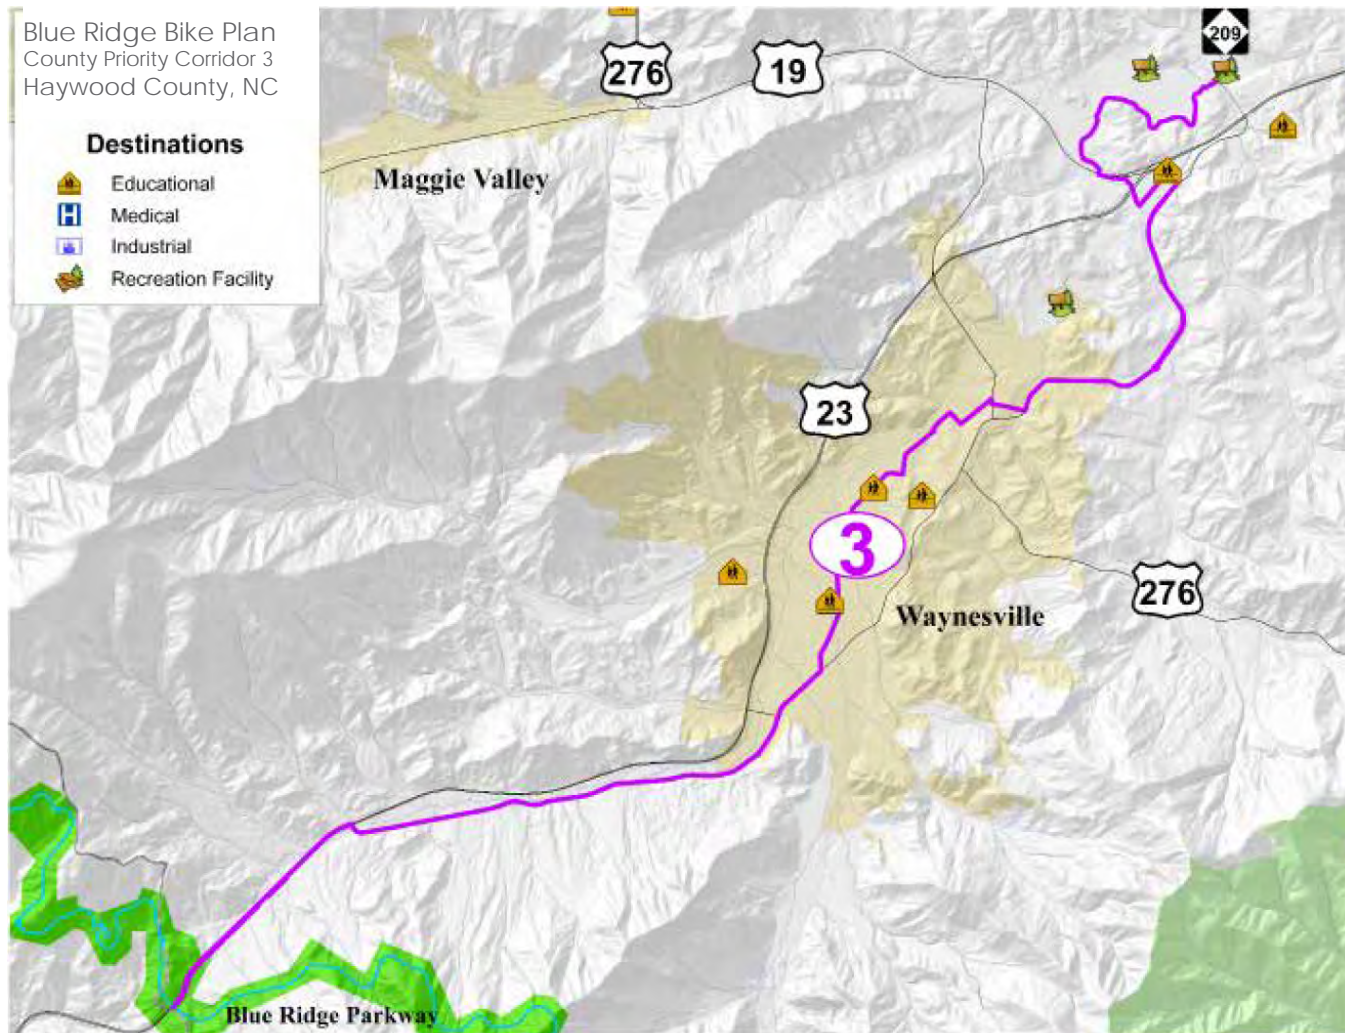 Blue Ridge Bike Plan
County Priority Corridor 3
Haywood County, NC
Destinations
Educational
H Medical
Industrial
Recreation Facility
276
19
209
Maggie Valley
23
3
Waynesville
276
Blue Ridge Parkway